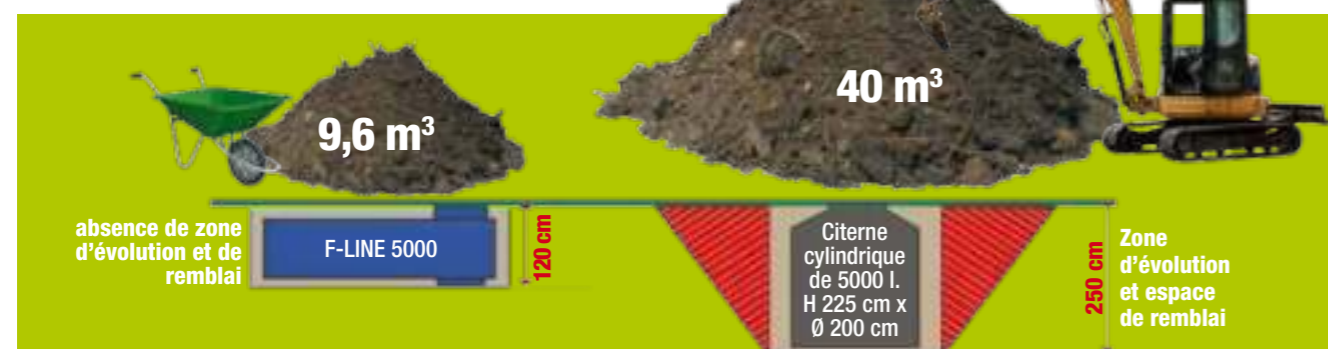 9,6 m³
40 m³
absence de zone
d'évolution et de
remblai
F-LINE 5000
120 cm
Citerne
cylindrique
de 5000 l.
H 225 cm x
Ø 200 cm
250 cm
Zone
d'évolution
et espace
de remblai